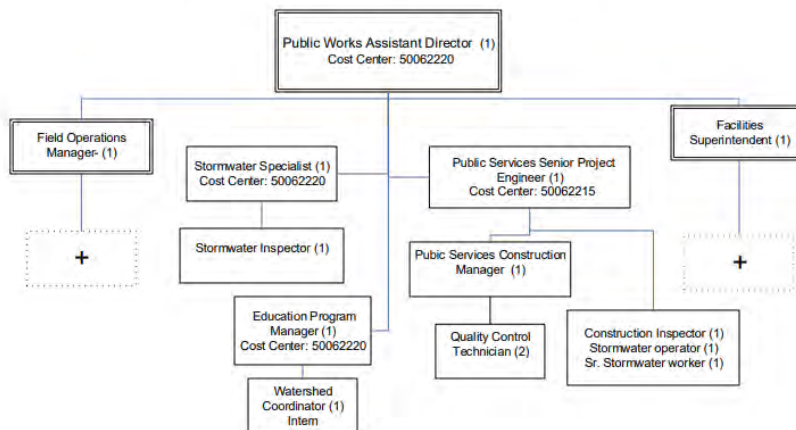 Public Works Assistant Director (1)
Cost Center: 50062220
Field Operations
Manager- (1)
Facilities
Superintendent (1)
Stormwater Specialist (1)
Cost Center: 50062220
Public Services Senior Project
Engineer (1)
Cost Center: 50062215
+
Stormwater Inspector (1)
Pubic Services Construction
Manager (1)
+
Education Program
Manager (1)
Cost Center: 50062220
Quality Control
Technician (2)
Construction Inspector (1)
Stormwater operator (1)
Sr. Stormwater worker (1)
Watershed
Coordinator (1)
Intern